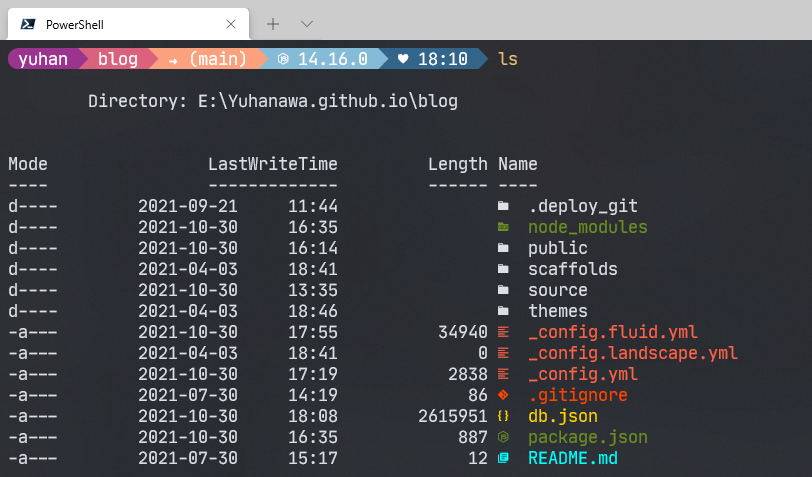 PowerShell
yuhan blog → (main) 14.16.0 ♥ 18:10 ls
Directory: E:\Yuhanawa.github.io\blog
Mode LastWriteTime Length Name
---- ------------- ------ ----
d---- 2021-09-21 11:44 .deploy_git
d---- 2021-10-30 16:35 node_modules
d---- 2021-10-30 16:14 public
d---- 2021-04-03 18:41 scaffolds
d---- 2021-10-30 13:35 source
d---- 2021-04-03 18:46 themes
-a--- 2021-10-30 17:55 34940 _config.fluid.yml
-a--- 2021-04-03 18:41 0 _config.landscape.yml
-a--- 2021-10-30 17:19 2838 _config.yml
-a--- 2021-07-30 14:19 86 .gitignore
-a--- 2021-10-30 18:08 2615951 db.json
-a--- 2021-10-30 16:35 887 package.json
-a--- 2021-07-30 15:17 12 README.md